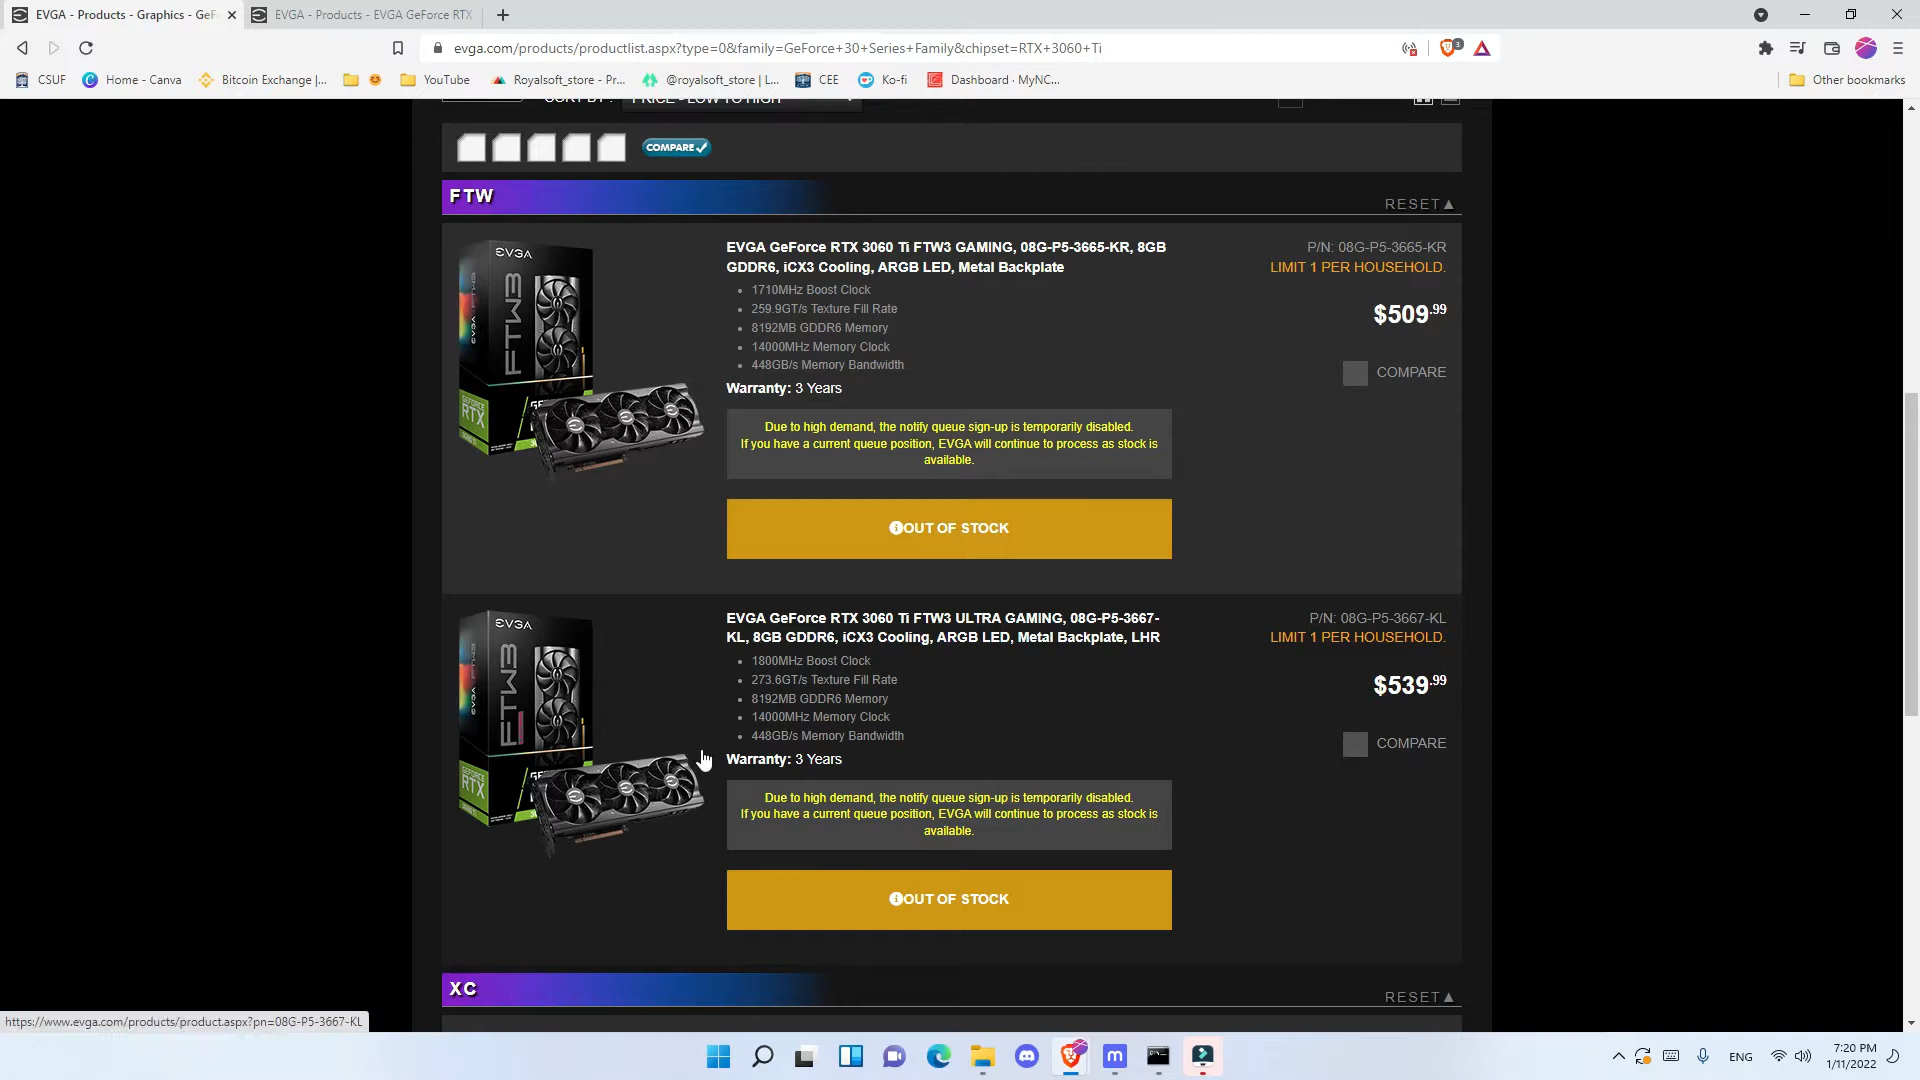 EVGA - Products - Graphics - GeF
EVGA - Products - EVGA GeForce RTX
evga.com/products/productlist.aspx?type=0&family=GeForce+30+Series+Family&chipset=RTX+3060+Ti
3
CSUF
Home - Canva
Bitcoin Exchange |...
YouTube
Royalsoft_store - Pr...
@royalsoft_store | L...
CEE
Ko-fi
Dashboard · MyNC...
Other bookmarks
SORT BY : PRICE - LOW TO HIGH
COMPARE
FTW
RESET▲
EVGA GeForce RTX 3060 Ti FTW3 GAMING, 08G-P5-3665-KR, 8GB
GDDR6, iCX3 Cooling, ARGB LED, Metal Backplate
P/N: 08G-P5-3665-KR
LIMIT 1 PER HOUSEHOLD.
• 1710MHz Boost Clock
• 259.9GT/s Texture Fill Rate
• 8192MB GDDR6 Memory
• 14000MHz Memory Clock
• 448GB/s Memory Bandwidth
$509.99
COMPARE
Warranty: 3 Years
Due to high demand, the notify queue sign-up is temporarily disabled.
If you have a current queue position, EVGA will continue to process as stock is
available.
OUT OF STOCK
EVGA
FTW3
GEFORCE
RTX
EVGA GeForce RTX 3060 Ti FTW3 ULTRA GAMING, 08G-P5-3667-
KL, 8GB GDDR6, iCX3 Cooling, ARGB LED, Metal Backplate, LHR
P/N: 08G-P5-3667-KL
LIMIT 1 PER HOUSEHOLD.
• 1800MHz Boost Clock
• 273.6GT/s Texture Fill Rate
• 8192MB GDDR6 Memory
• 14000MHz Memory Clock
• 448GB/s Memory Bandwidth
$539.99
COMPARE
Warranty: 3 Years
Due to high demand, the notify queue sign-up is temporarily disabled.
If you have a current queue position, EVGA will continue to process as stock is
available.
OUT OF STOCK
EVGA
FTW3
GEFORCE
RTX
XC
RESET▲
https://www.evga.com/products/product.aspx?pn=08G-P5-3667-KL
ENG
7:20 PM
1/11/2022